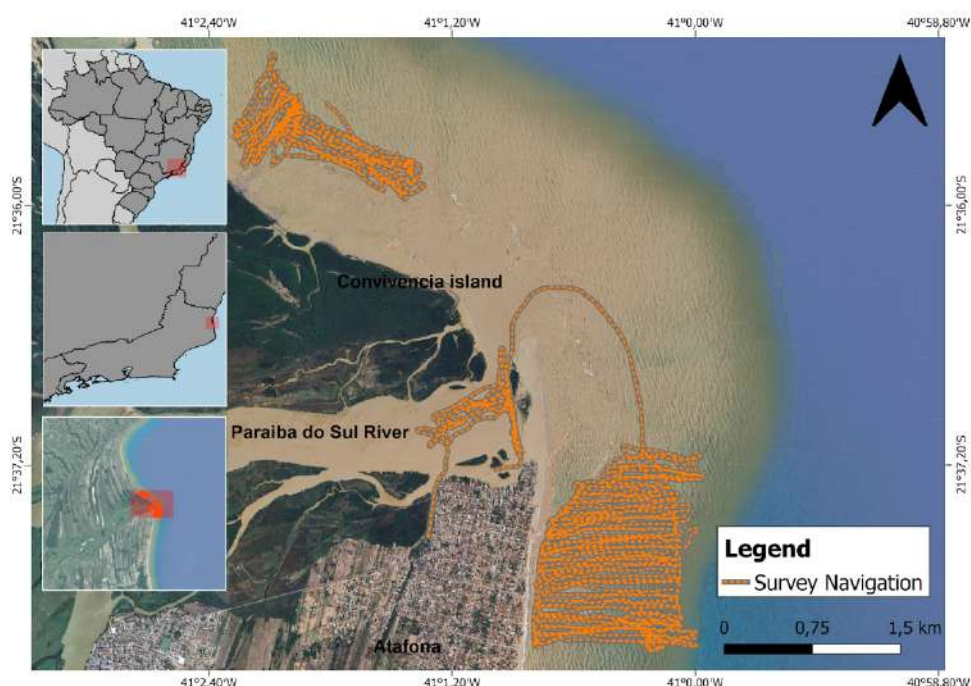 41°2,40'W
41°1,20'W
41°0,00'W
40°58,80'W
21°36,00'S
21°36,00'S
Convivencia island
Paraiba do Sul River
21°37,20'S
21°37,20'S
Legend
Survey Navigation
0
0,75
1,5 km
Atafona
41°2,40'W
41°1,20'W
41°0,00'W
40°58,80'W